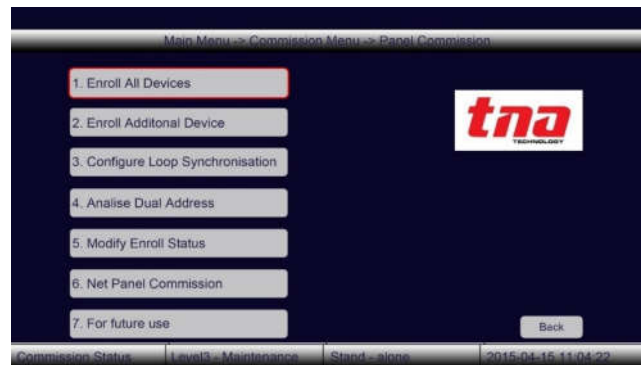 Main Menu -> Commission Menu -> Panel Commission
1. Enroll All Devices
2. Enroll Additonal Device
tna
TECHNOLOGY
3. Configure Loop Synchronisation
4. Analise Dual Address
5. Modify Enroll Status
6. Net Panel Commission
7. For future use
Back
Commission Status Level3 - Maintenance Stand - alone 2015-04-15 11:04:22